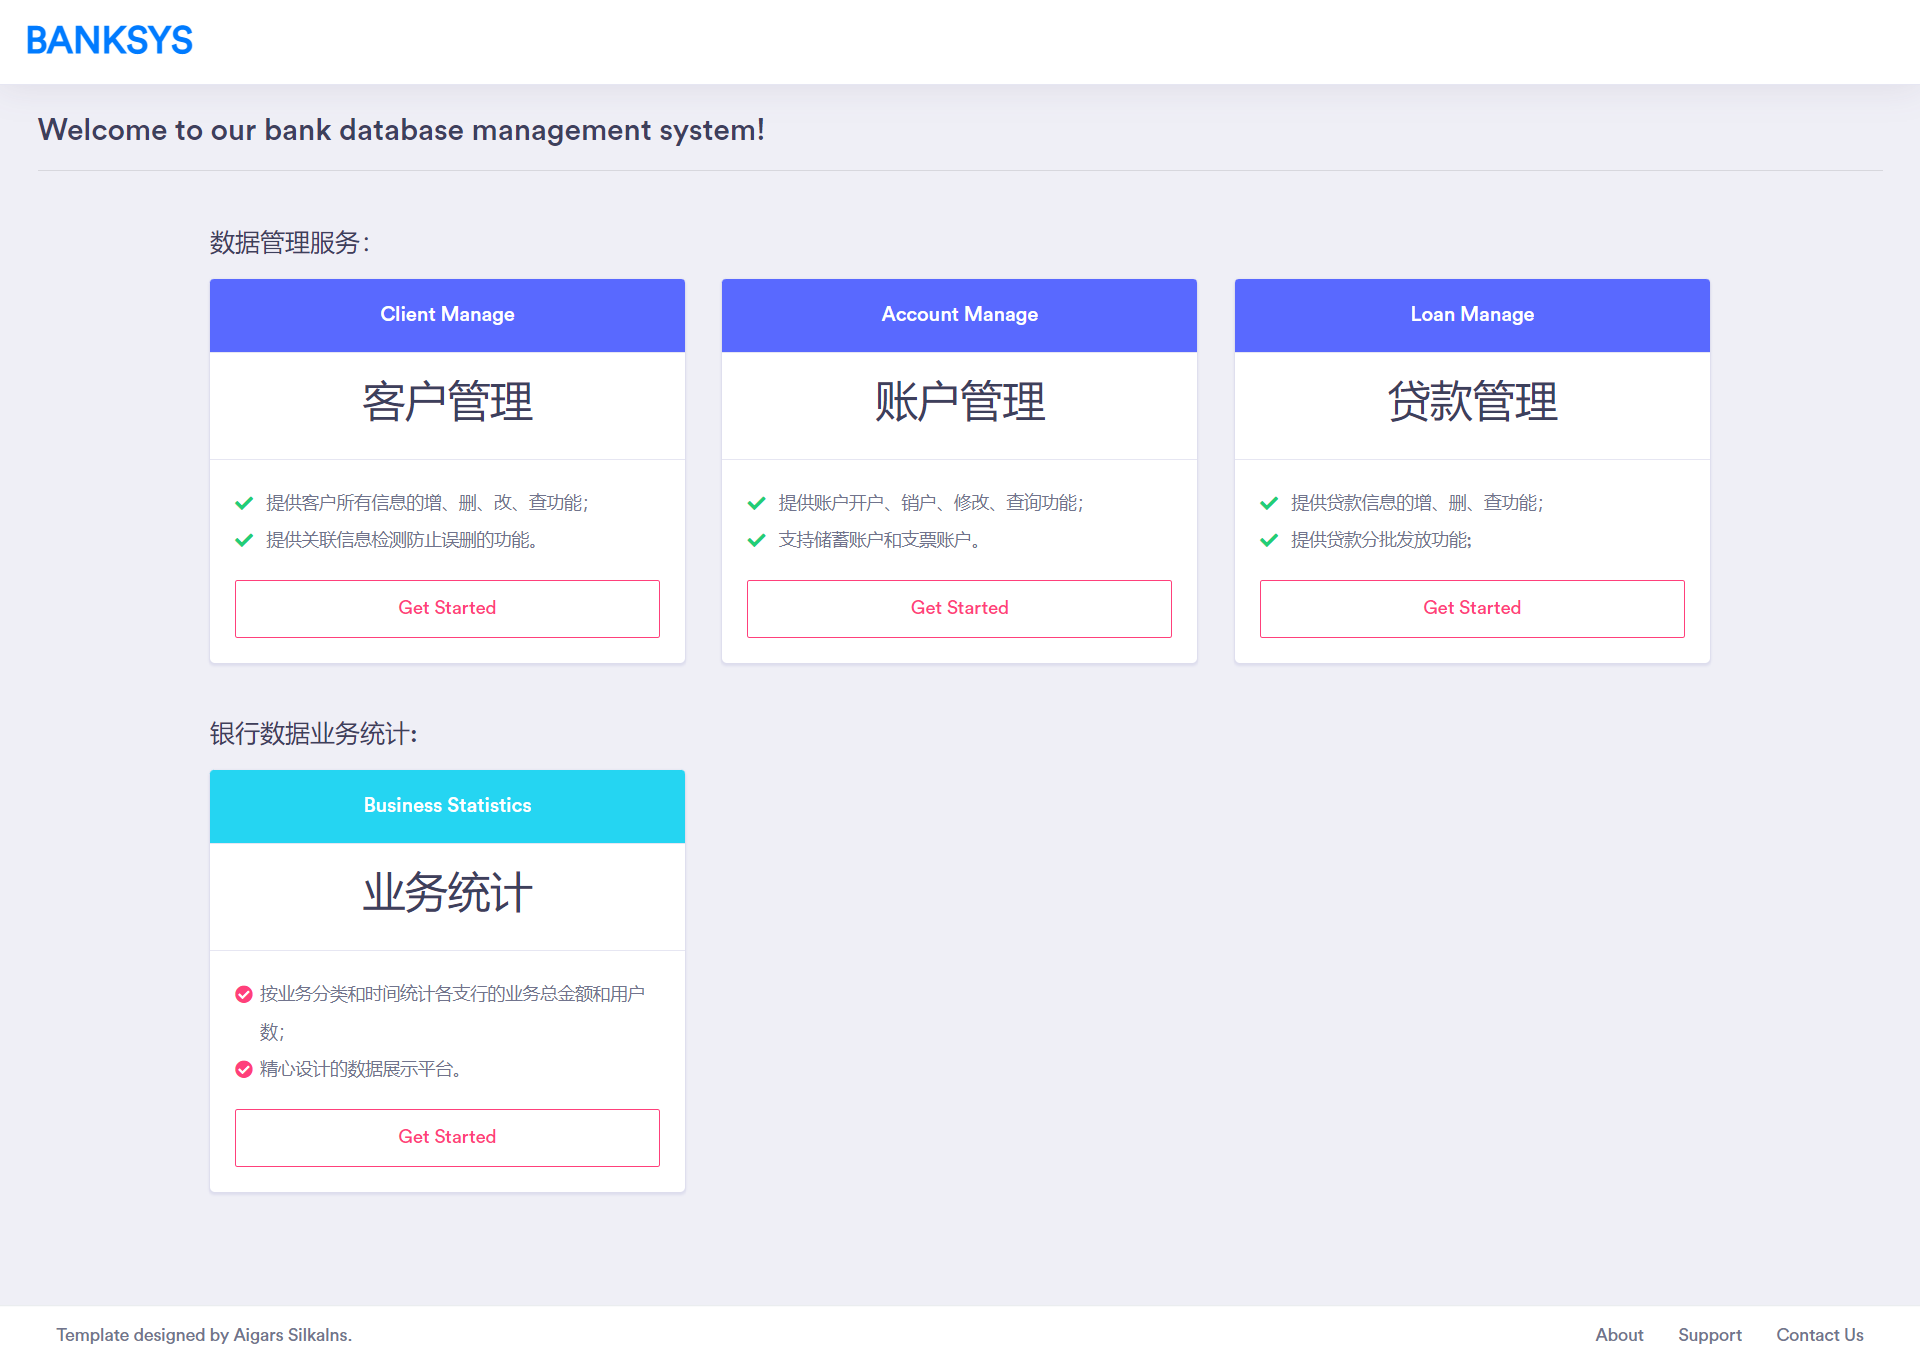 BANKSYS
Welcome to our bank database management system!
数据管理服务：
Client Manage
客户管理
提供客户所有信息的增、删、改、查功能；
提供关联信息检测防止误删的功能。
Get Started
Account Manage
账户管理
提供账户开户、销户、修改、查询功能；
支持储蓄账户和支票账户。
Get Started
Loan Manage
贷款管理
提供贷款信息的增、删、查功能；
提供贷款分批发放功能;
Get Started
银行数据业务统计:
Business Statistics
业务统计
按业务分类和时间统计各支行的业务总金额和用户
数；
精心设计的数据展示平台。
Get Started
Template designed by Aigars Silkalns.
About Support Contact Us